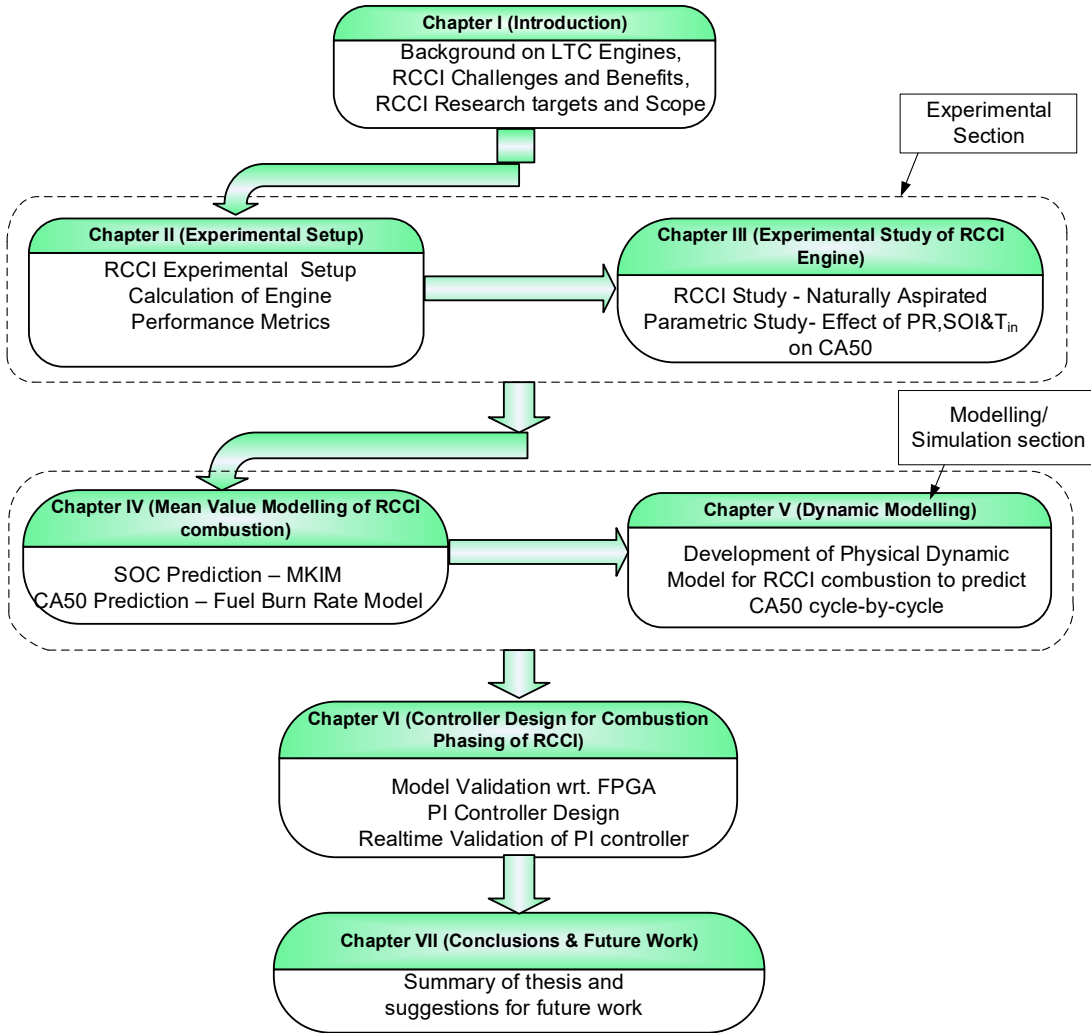 Chapter I (Introduction)
Background on LTC Engines,
RCCI Challenges and Benefits,
RCCI Research targets and Scope
Experimental
Section
Chapter II (Experimental Setup)
RCCI Experimental Setup
Calculation of Engine
Performance Metrics
Chapter III (Experimental Study of RCCI
Engine)
RCCI Study - Naturally Aspirated
Parametric Study- Effect of PR,SOI&Tin
on CA50
Modelling/
Simulation section
Chapter IV (Mean Value Modelling of RCCI
combustion)
SOC Prediction – MKIM
CA50 Prediction – Fuel Burn Rate Model
Chapter V (Dynamic Modelling)
Development of Physical Dynamic
Model for RCCI combustion to predict
CA50 cycle-by-cycle
Chapter VI (Controller Design for Combustion
Phasing of RCCI)
Model Validation wrt. FPGA
PI Controller Design
Realtime Validation of PI controller
Chapter VII (Conclusions & Future Work)
Summary of thesis and
suggestions for future work